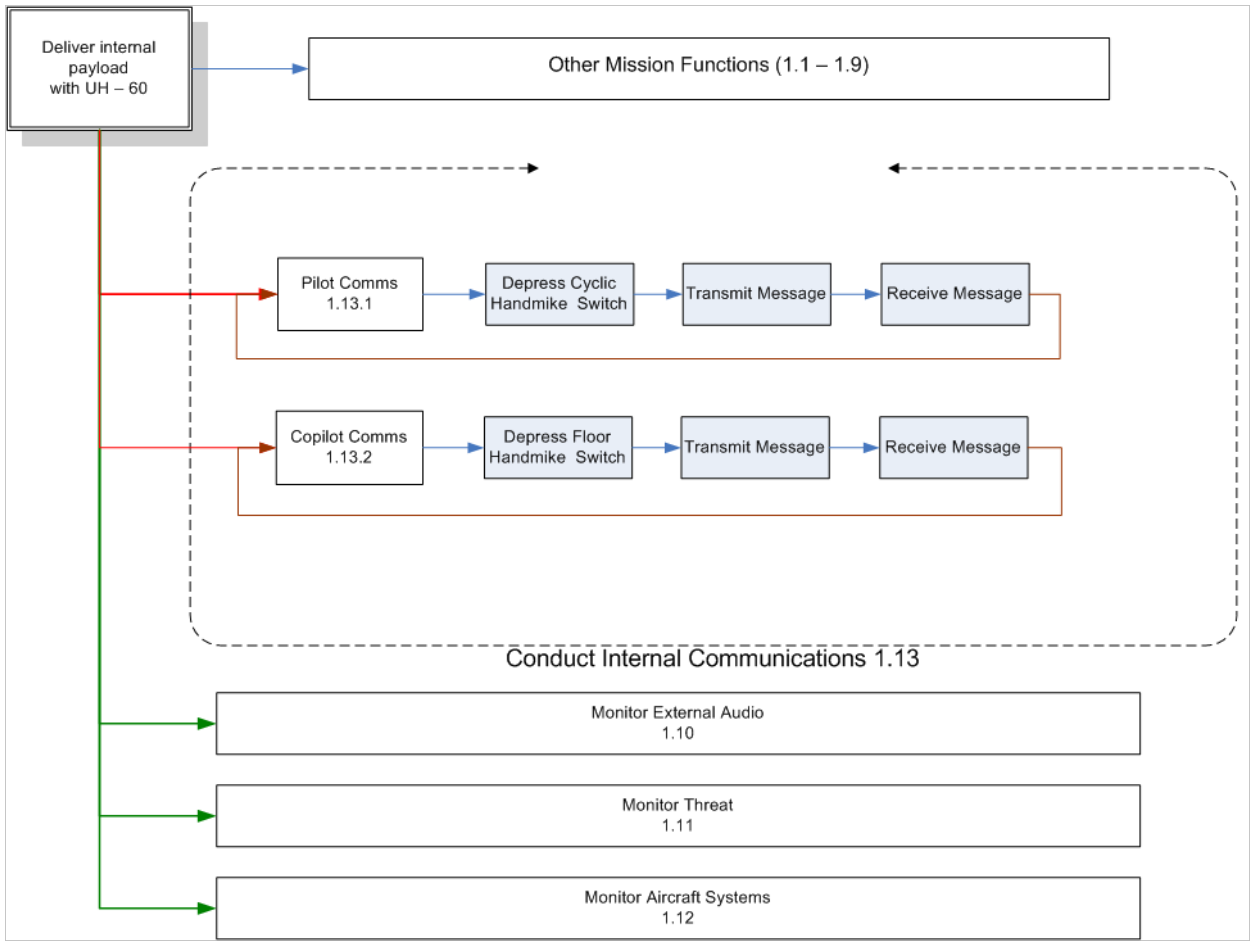 Deliver internal
payload
with UH – 60
Other Mission Functions (1.1 – 1.9)
Pilot Comms
1.13.1
Depress Cyclic
Handmike Switch
Transmit Message
Receive Message
Copilot Comms
1.13.2
Depress Floor
Handmike Switch
Transmit Message
Receive Message
Conduct Internal Communications 1.13
Monitor External Audio
1.10
Monitor Threat
1.11
Monitor Aircraft Systems
1.12